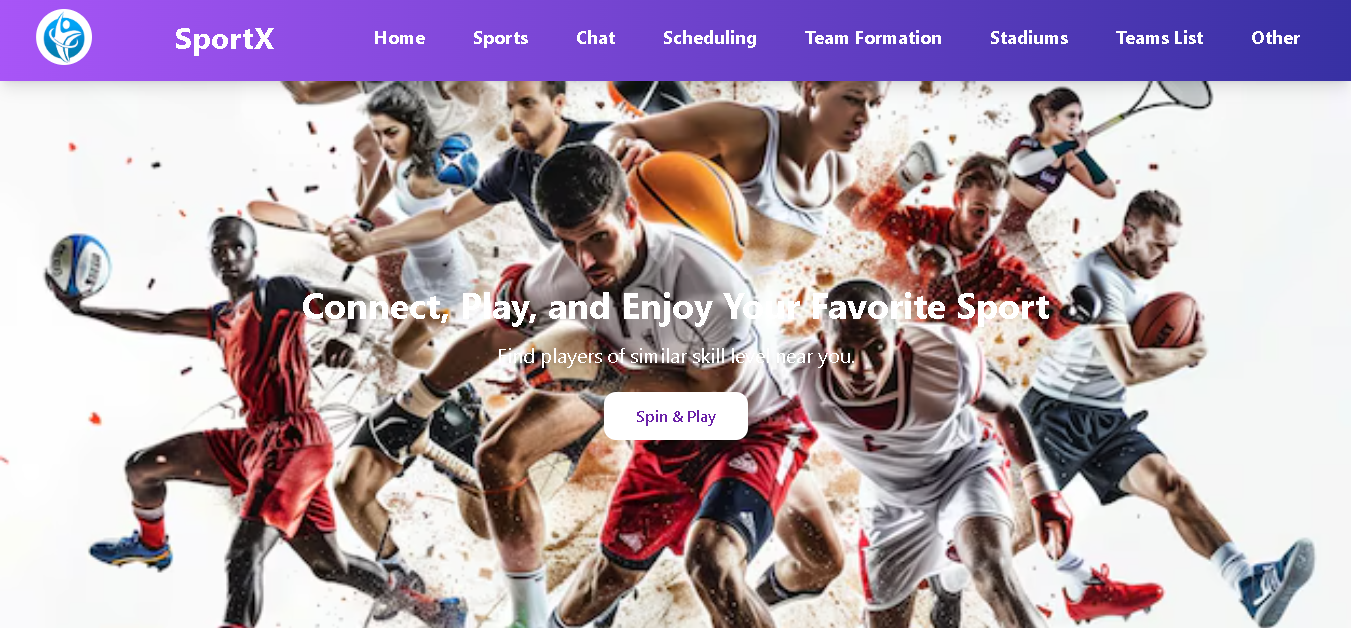 SportX
Home
Sports
Chat
Scheduling
Team Formation
Stadiums
Teams List
Other
Connect, Play, and Enjoy Your Favorite Sport
Find players of similar skill level near you.
Spin & Play